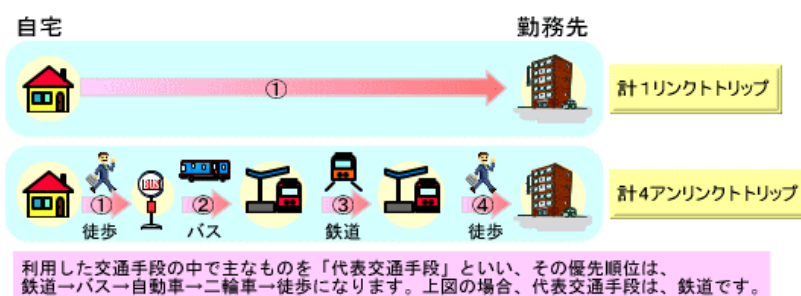 自宅 勤務先
①
計1リンクトトリップ
BUS
① ② ③ ④
徒歩 バス 鉄道 徒歩
計4アンリンクトトリップ
利用した交通手段の中で主なものを「代表交通手段」といい、その優先順位は、
鉄道→バス→自動車→二輪車→徒歩になります。上図の場合、代表交通手段は、鉄道です。